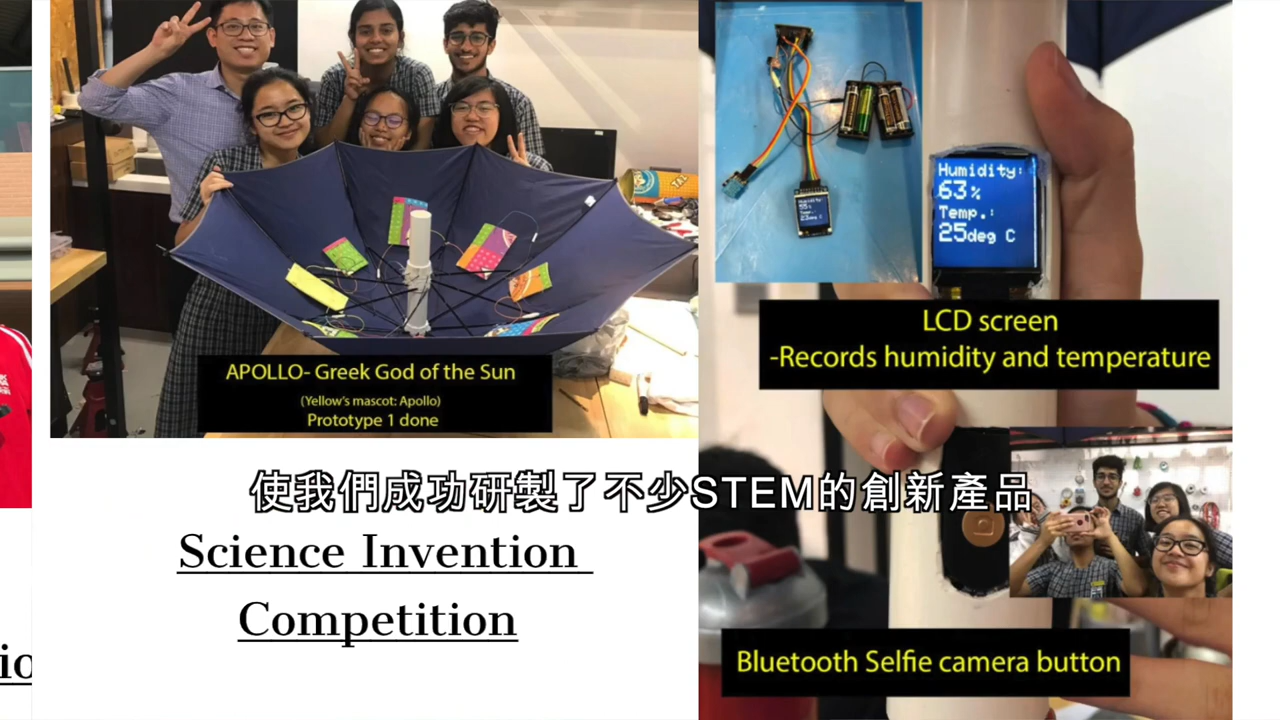 APOLLO- Greek God of the Sun
(Yellow's mascot: Apollo)
Prototype 1 done
Humidity:
63%
Temp.:
25deg C
LCD screen
-Records humidity and temperature
使我們成功研製了不少STEM的創新產品
Science Invention
Competition
Bluetooth Selfie camera button